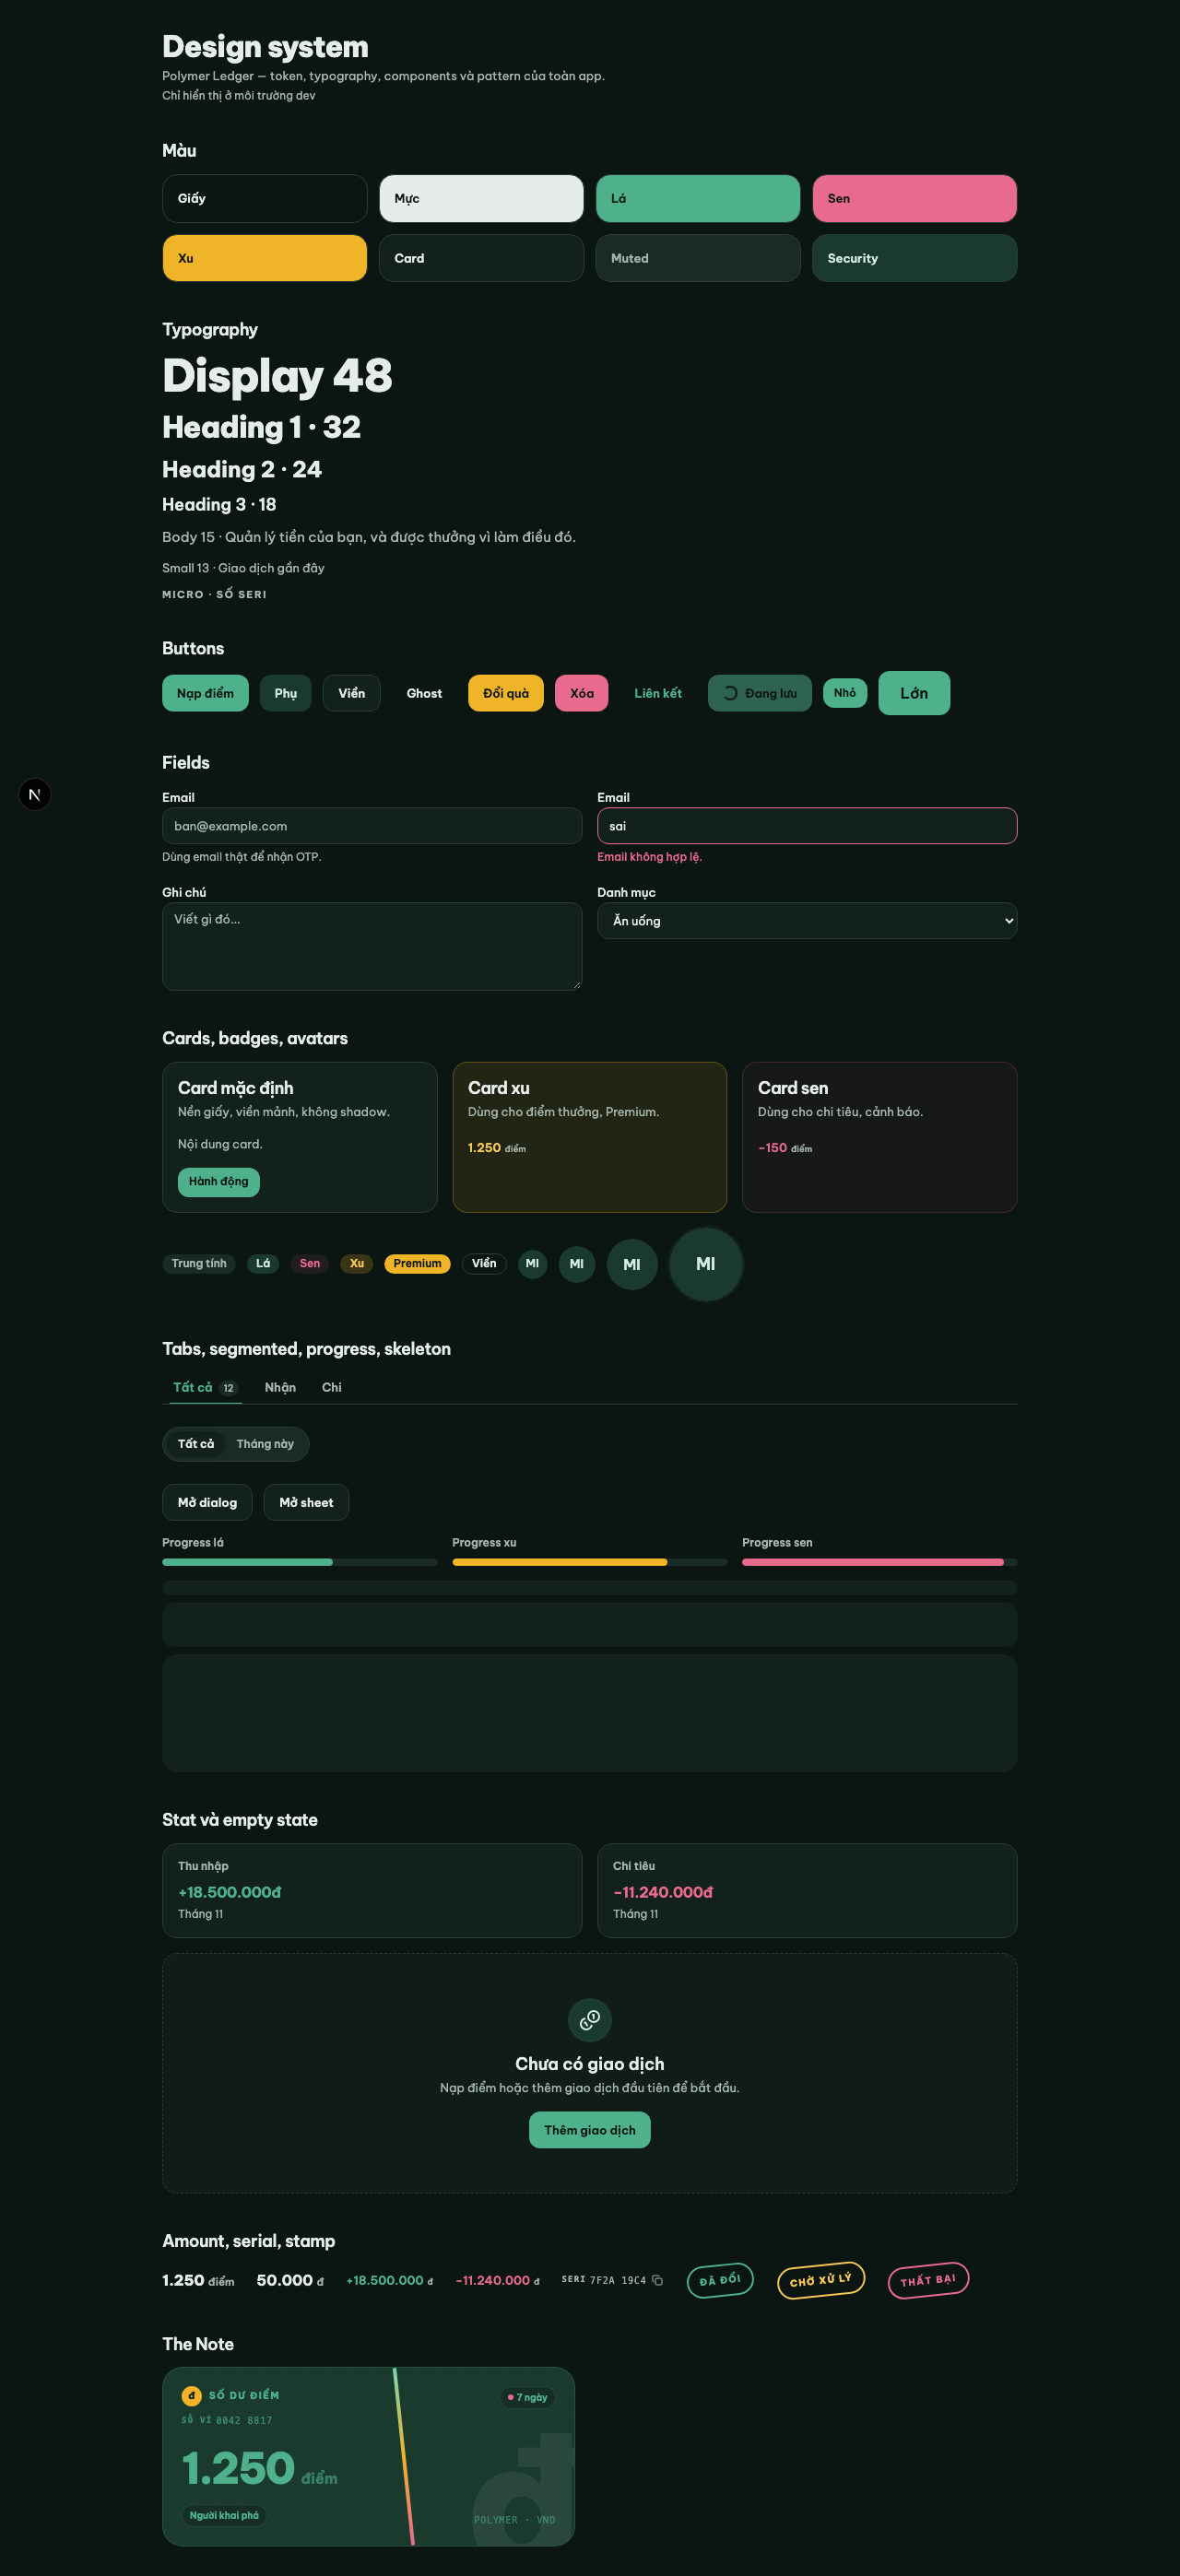 Design system
Polymer Ledger — token, typography, components và pattern của toàn app.
Chỉ hiển thị ở môi trường dev
Màu
Giấy
Mực
Lá
Sen
Xu
Card
Muted
Security
Typography
Display 48
Heading 1 · 32
Heading 2 · 24
Heading 3 · 18
Body 15 · Quản lý tiền của bạn, và được thưởng vì làm điều đó.
Small 13 · Giao dịch gần đây
MICRO · SỐ SERI
Buttons
Nạp điểm
Phụ
Viền
Ghost
Đổi quà
Xóa
Liên kết
Đang lưu
Nhỏ
Lớn
Fields
Email
ban@example.com
Dùng email thật để nhận OTP.
Email
sai
Email không hợp lệ.
Ghi chú
Viết gì đó...
Danh mục
Ăn uống
N
Cards, badges, avatars
Card mặc định
Nền giấy, viền mảnh, không shadow.
Nội dung card.
Hành động
Card xu
Dùng cho điểm thưởng, Premium.
1.250 điểm
Card sen
Dùng cho chi tiêu, cảnh báo.
−150 điểm
Trung tính
Lá
Sen
Xu
Premium
Viền
MI
MI
MI
MI
Tabs, segmented, progress, skeleton
Tất cả 12
Nhận
Chi
Tất cả
Tháng này
Mở dialog
Mở sheet
Progress lá
Progress xu
Progress sen
Stat và empty state
Thu nhập
+18.500.000đ
Tháng 11
Chi tiêu
−11.240.000đ
Tháng 11
Chưa có giao dịch
Nạp điểm hoặc thêm giao dịch đầu tiên để bắt đầu.
Thêm giao dịch
Amount, serial, stamp
1.250 điểm
50.000 đ
+18.500.000 đ
−11.240.000 đ
SERI 7F2A 19C4
ĐÃ ĐỔI
CHỜ XỬ LÝ
THẤT BẠI
The Note
đ SỐ DƯ ĐIỂM
7 ngày
SỐ VÍ 0042 8817
1.250 điểm
đ
Người khai phá
POLYMER · VND